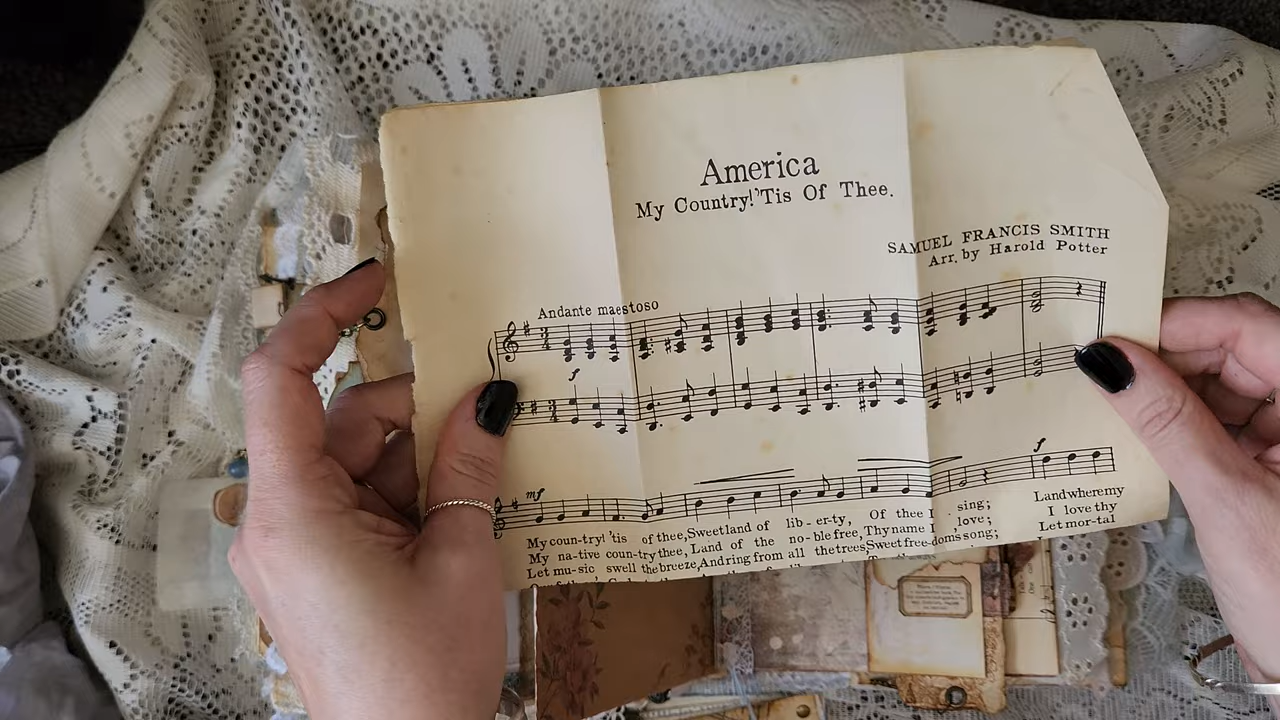 America
My Country! 'Tis Of Thee.
SAMUEL FRANCIS SMITH
Arr. by Harold Potter
Andante maestoso
f
mf
f
My coun-try! 'tis of thee, Sweet land of lib-er-ty, Of thee I sing; Land where my
My na-tive coun-try thee, Land of the no-ble free, Thy name I love; I love thy
Let mu-sic swell the breeze, And ring from all the trees Sweet free-doms song; Let mor-tal